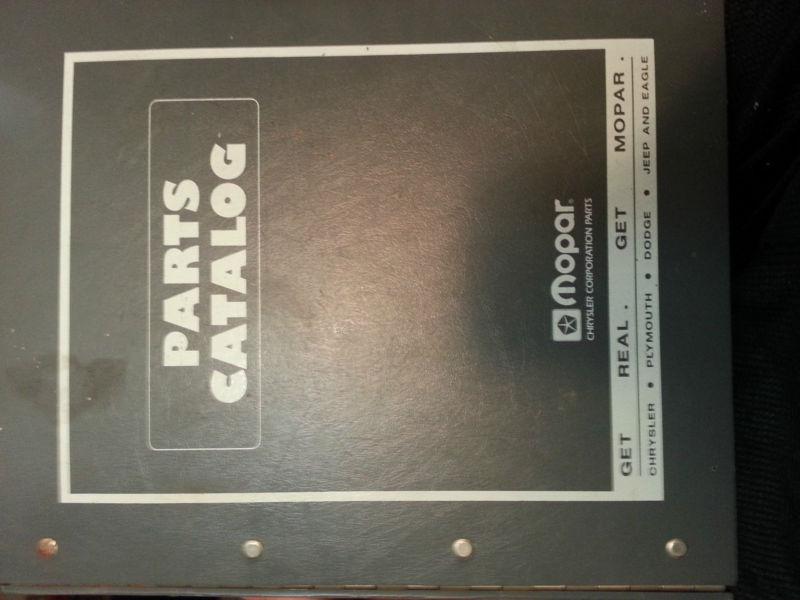 PARTS
CATALOG
Mopar®
CHRYSLER CORPORATION PARTS
GET REAL. GET MOPAR.
CHRYSLER • PLYMOUTH • DODGE • JEEP AND EAGLE